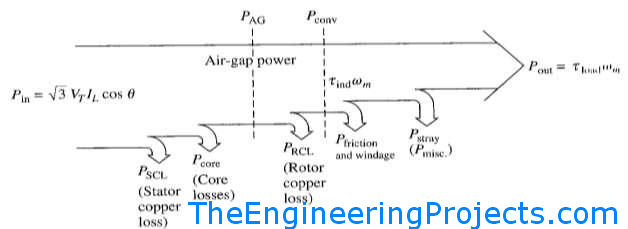 P_AG
P_conv
Air-gap power
P_out = τ_load ω_m
P_in = √3 V_T I_L cos θ
τ_ind ω_m
P_SCL
(Stator
copper
loss)
P_core
(Core
losses)
P_RCL
(Rotor
copper
loss)
P_friction
and windage
P_stray
(P_misc.)
TheEngineeringProjects.com